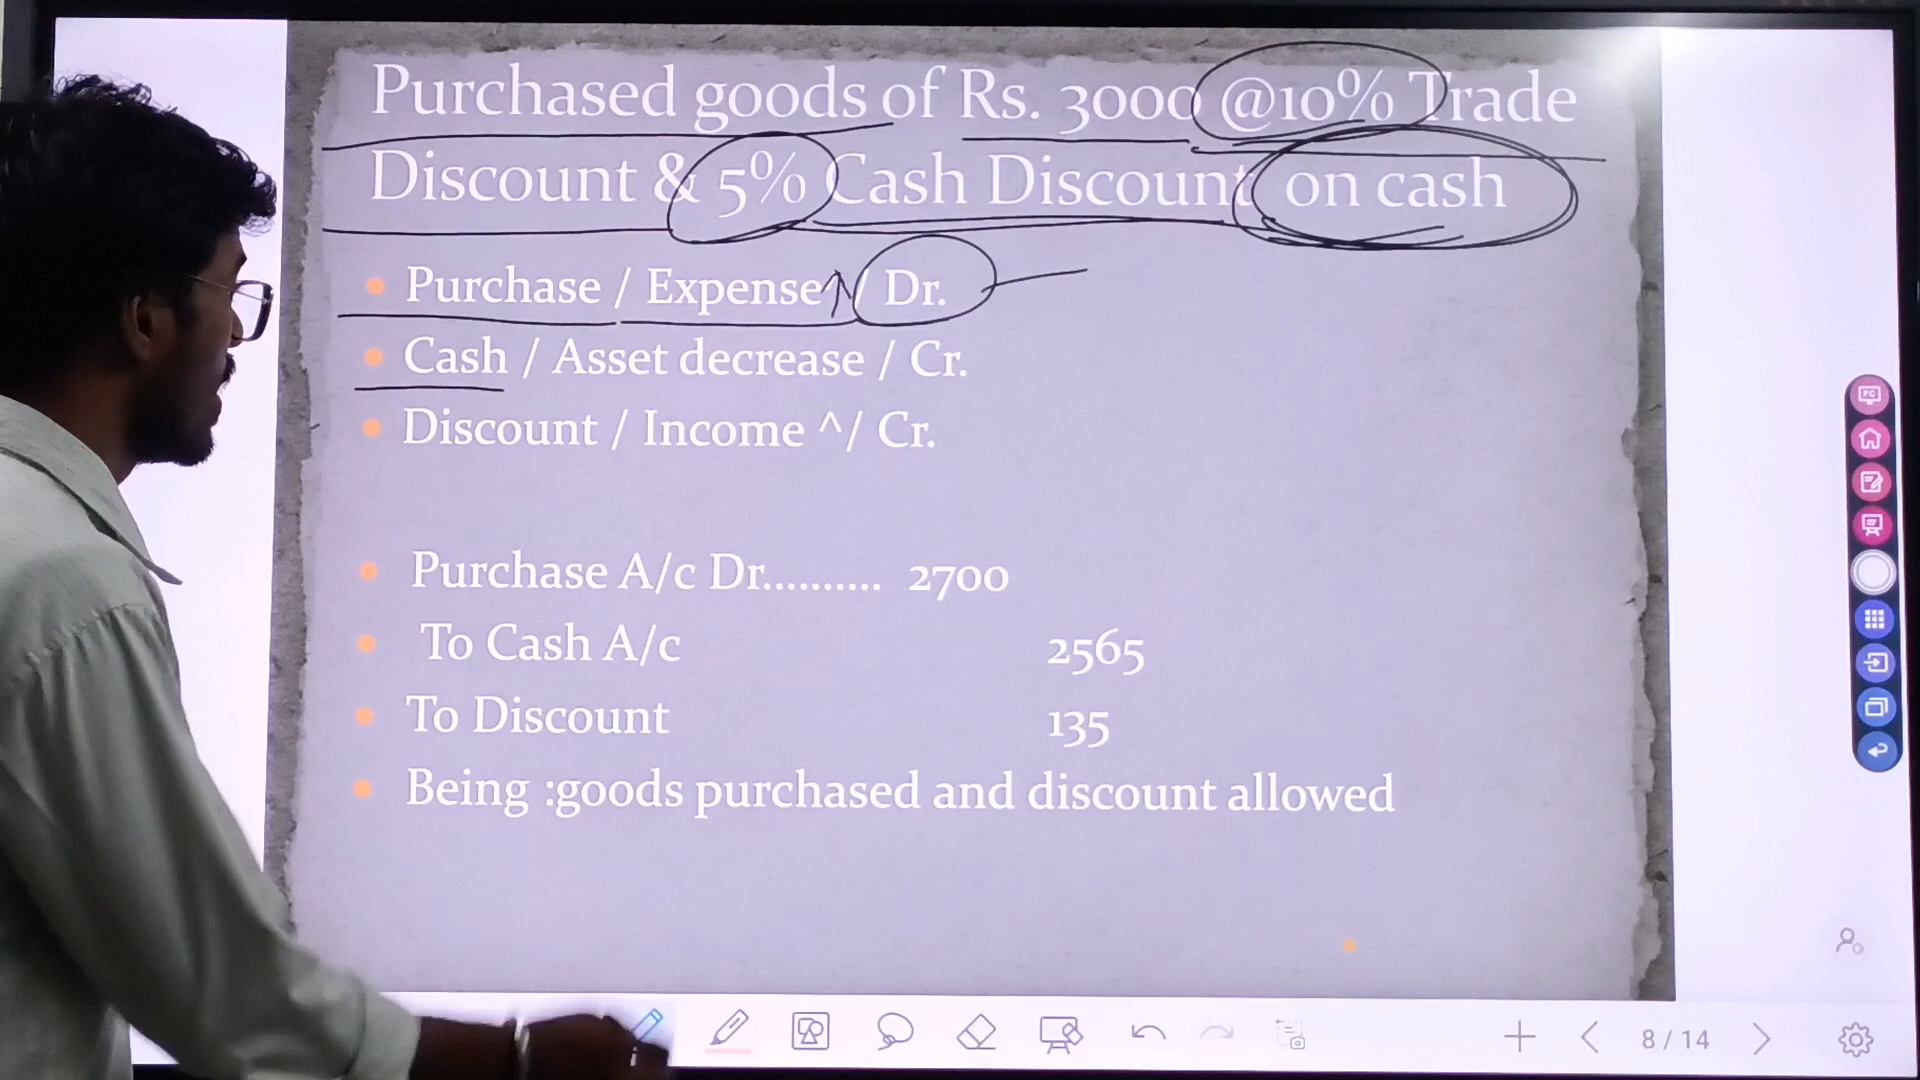 Purchased goods of Rs. 3000 @10% Trade
Discount & 5% Cash Discount on cash
Purchase / Expense↑/ Dr.
Cash / Asset decrease / Cr.
Discount / Income ^/ Cr.
Purchase A/c Dr.......... 2700
To Cash A/c 2565
To Discount 135
Being :goods purchased and discount allowed
8 / 14